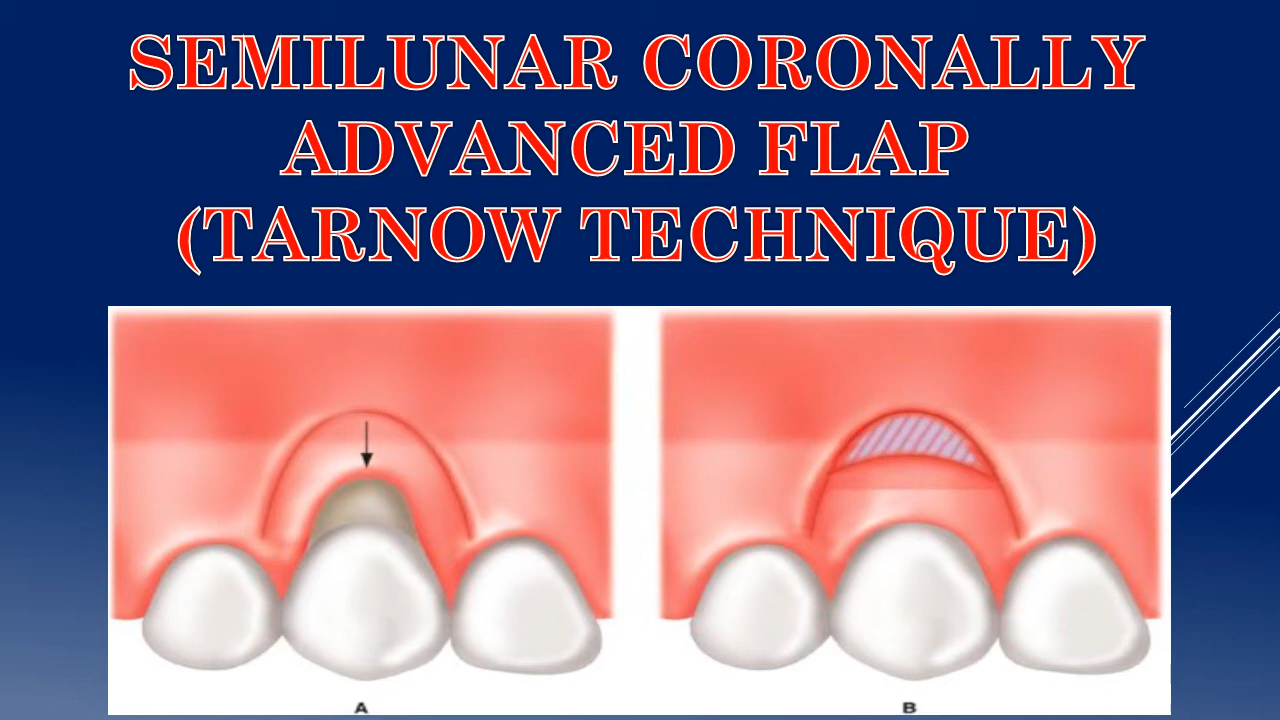 SEMILUNAR CORONALLY
ADVANCED FLAP
(TARNOW TECHNIQUE)
A
B